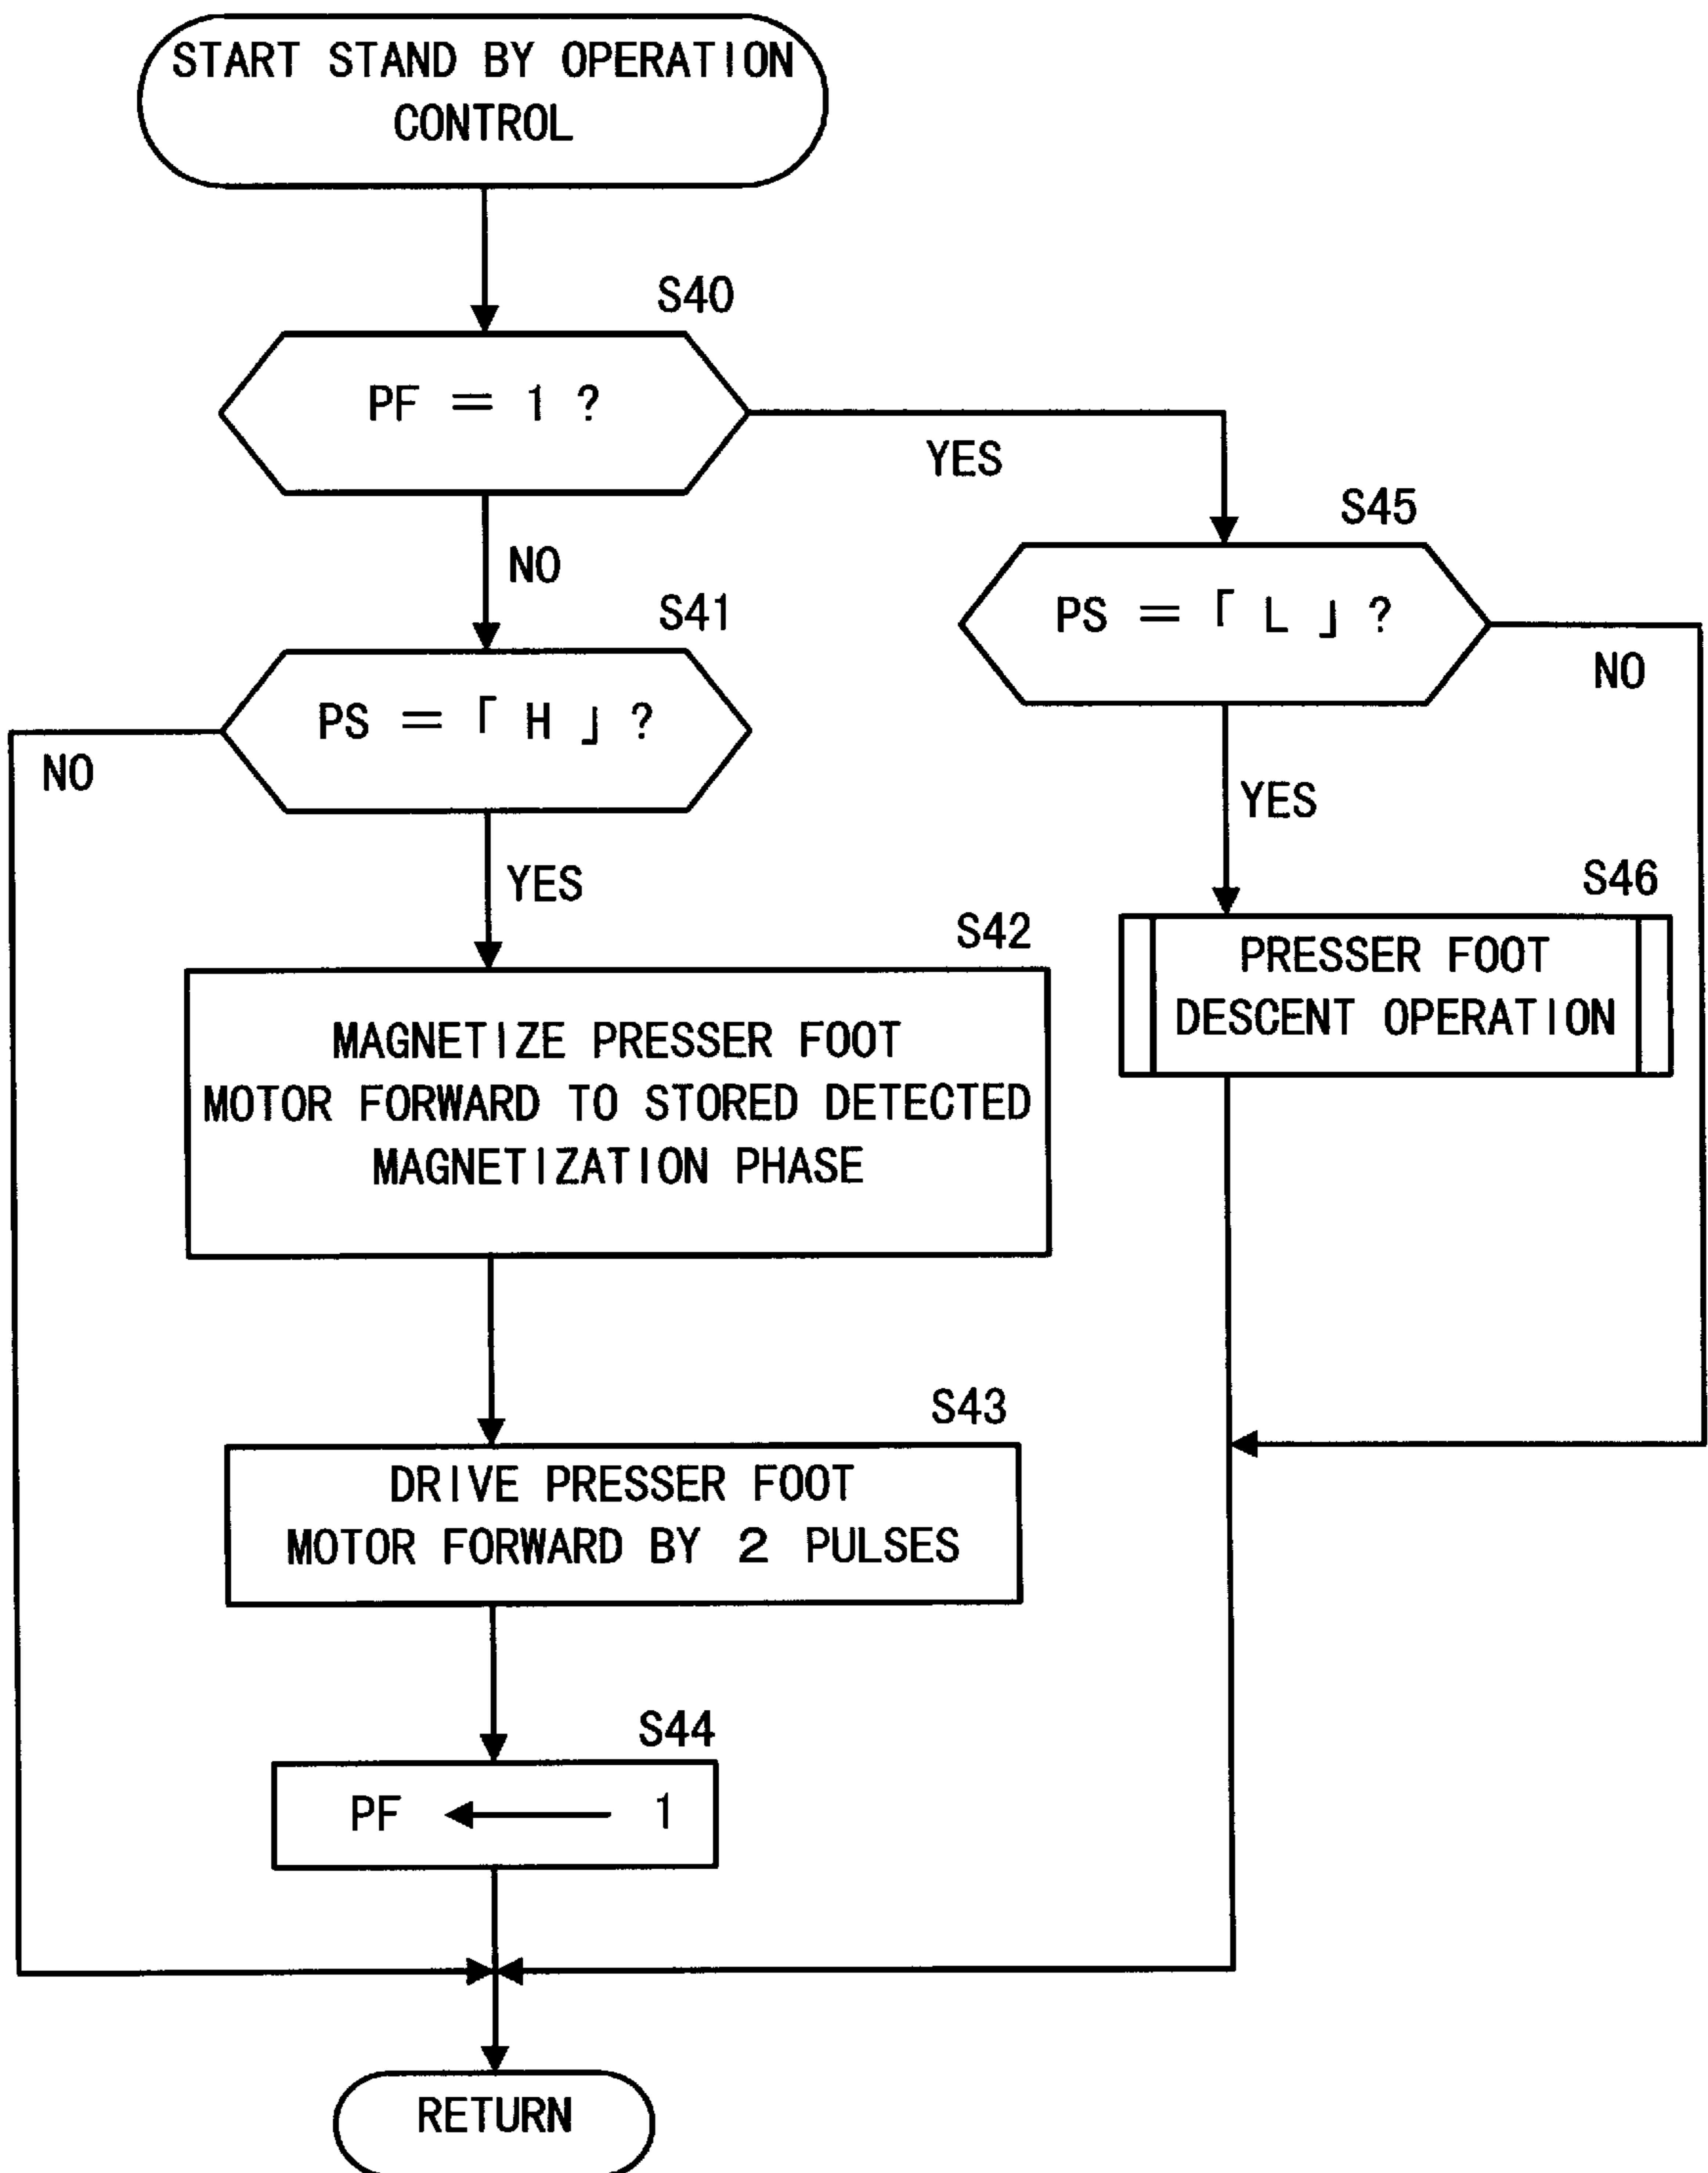 START STAND BY OPERATION
CONTROL
S40
PF = 1 ?
YES
NO
S45
PS = 「 L 」 ?
NO
S41
PS = 「 H 」 ?
NO
YES
YES
S46
PRESSER FOOT
DESCENT OPERATION
S42
MAGNETIZE PRESSER FOOT
MOTOR FORWARD TO STORED DETECTED
MAGNETIZATION PHASE
S43
DRIVE PRESSER FOOT
MOTOR FORWARD BY 2 PULSES
S44
PF ← 1
RETURN